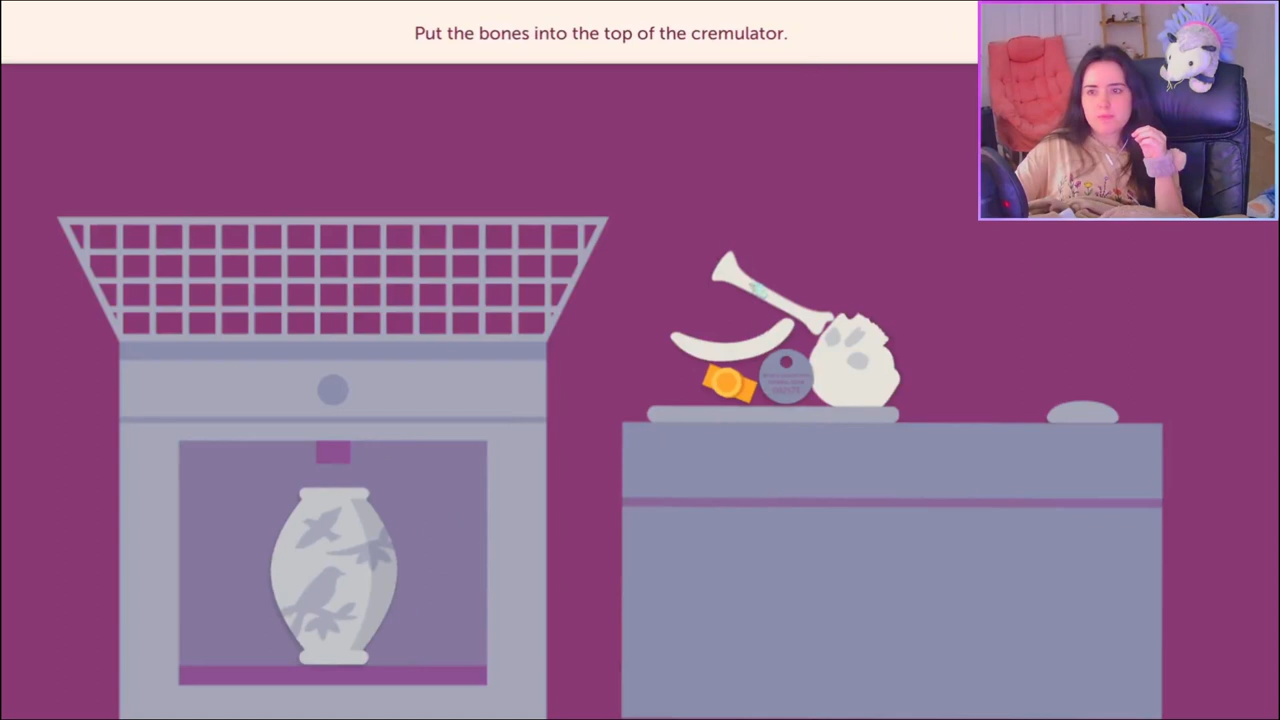 Put the bones into the top of the cremulator.